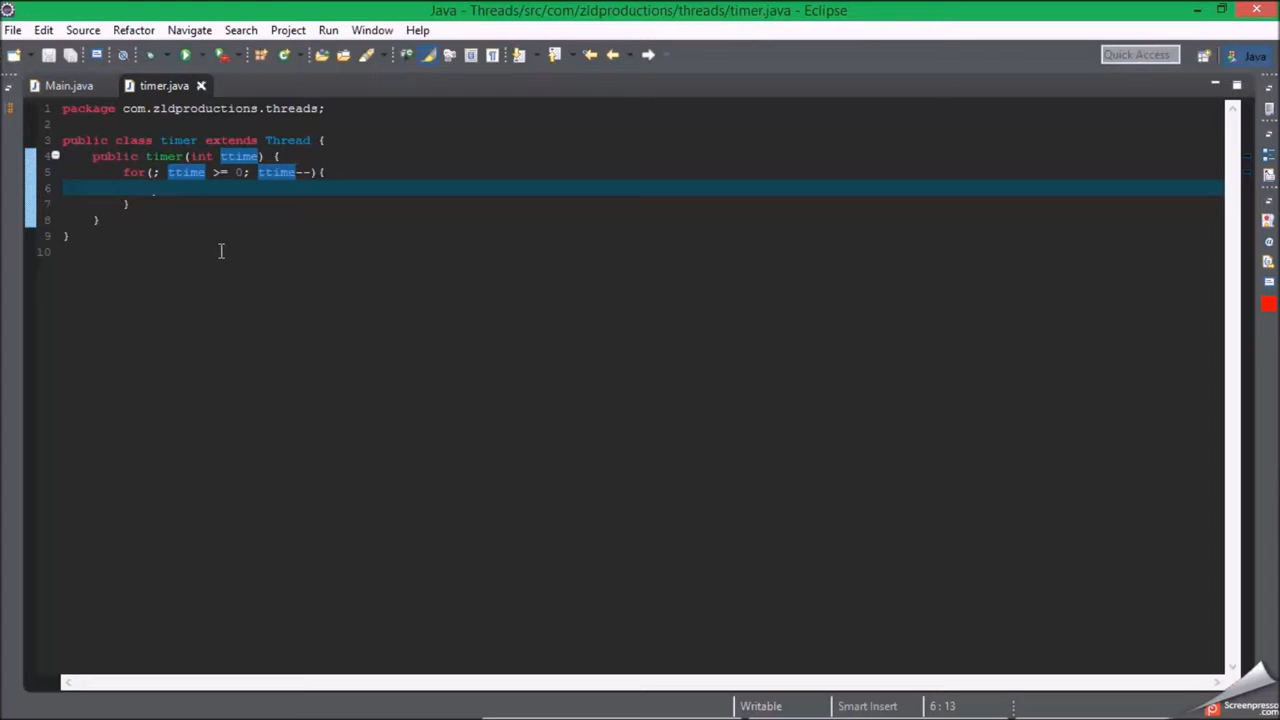 Java - Threads/src/com/zldproductions/threads/timer.java - Eclipse
File Edit Source Refactor Navigate Search Project Run Window Help
Quick Access Java
Main.java timer.java
1 package com.zldproductions.threads;
2
3 public class timer extends Thread {
4 public timer(int ttime) {
5 for(; ttime >= 0; ttime--){
6
7 }
8 }
9 }
10
Writable Smart Insert 6 : 13
Screenpresso.com